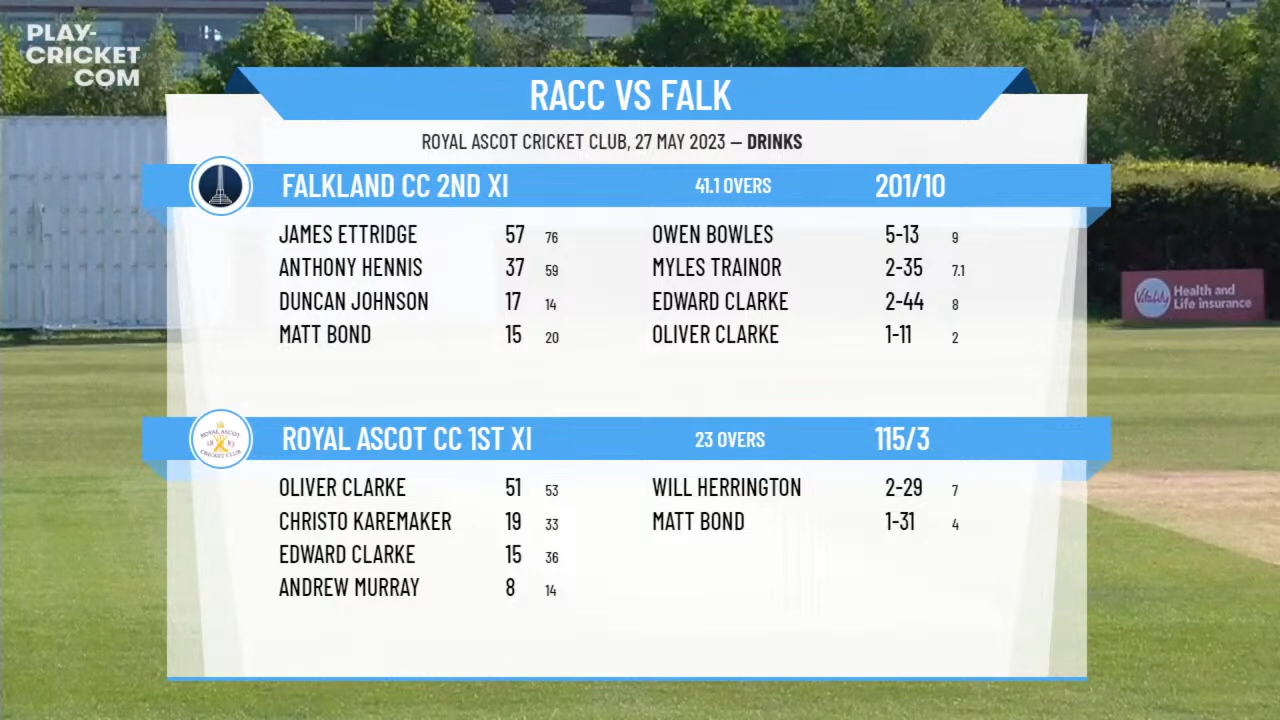 PLAY-
CRICKET
COM
RACC VS FALK
ROYAL ASCOT CRICKET CLUB, 27 MAY 2023 – DRINKS
FALKLAND CC 2ND XI 41.1 OVERS 201/10
JAMES ETTRIDGE 57 76 OWEN BOWLES 5-13 9
ANTHONY HENNIS 37 59 MYLES TRAINOR 2-35 7.1
DUNCAN JOHNSON 17 14 EDWARD CLARKE 2-44 8
MATT BOND 15 20 OLIVER CLARKE 1-11 2
Vitality Health and
Life insurance
ROYAL ASCOT
CRICKET CLUB
ROYAL ASCOT CC 1ST XI 23 OVERS 115/3
OLIVER CLARKE 51 53 WILL HERRINGTON 2-29 7
CHRISTO KAREMAKER 19 33 MATT BOND 1-31 4
EDWARD CLARKE 15 36
ANDREW MURRAY 8 14